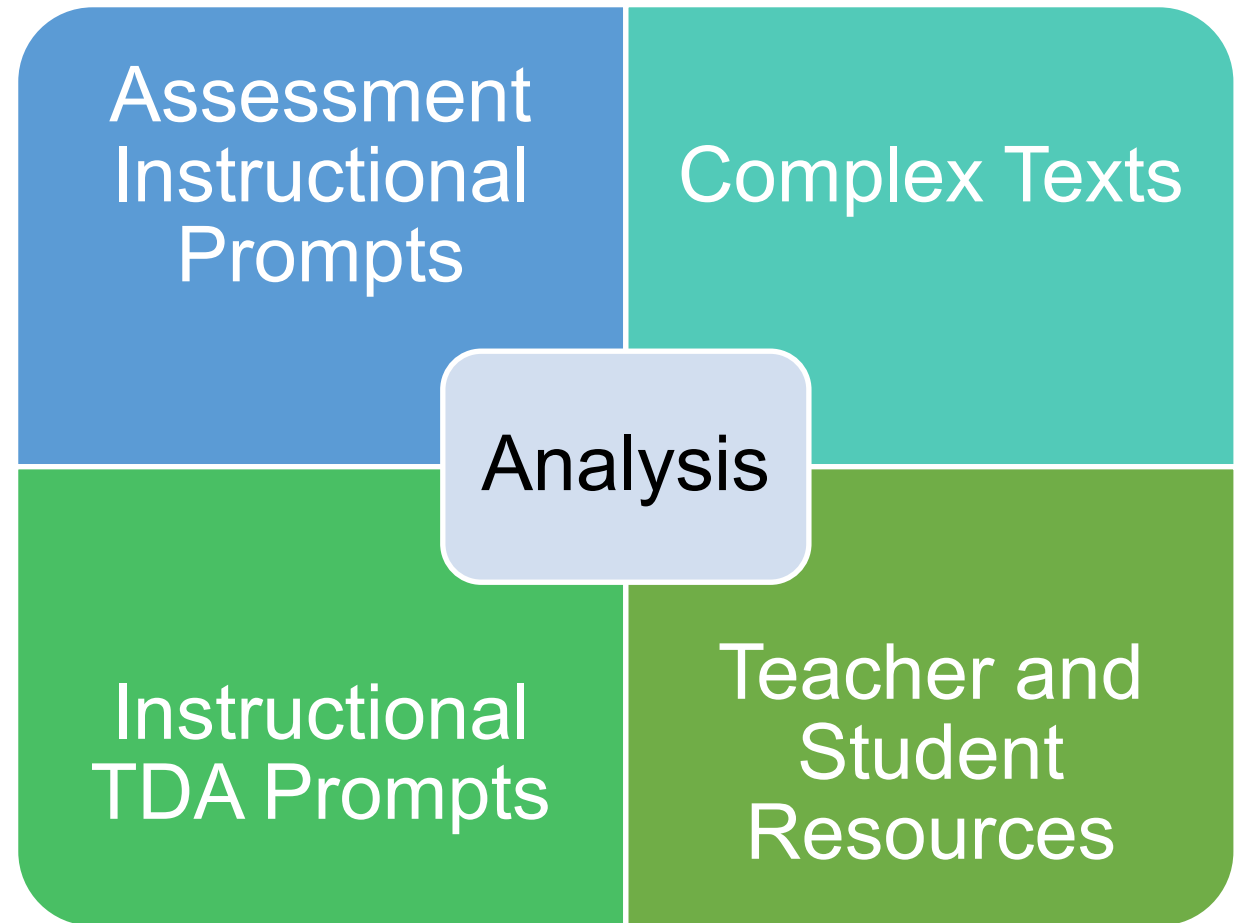 Assessment
Instructional
Prompts
Complex Texts
Analysis
Instructional
TDA Prompts
Teacher and
Student
Resources